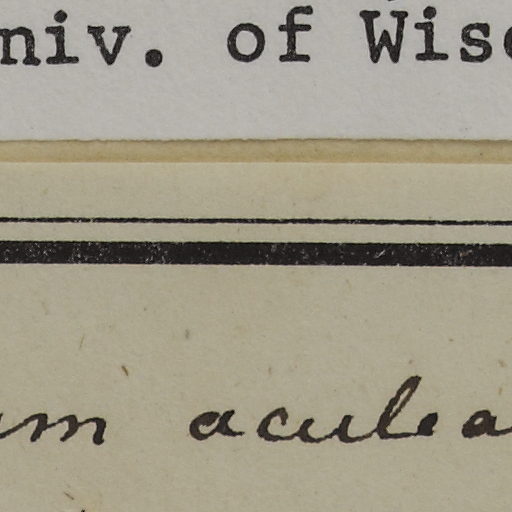 niv. of Wisc
um aculea